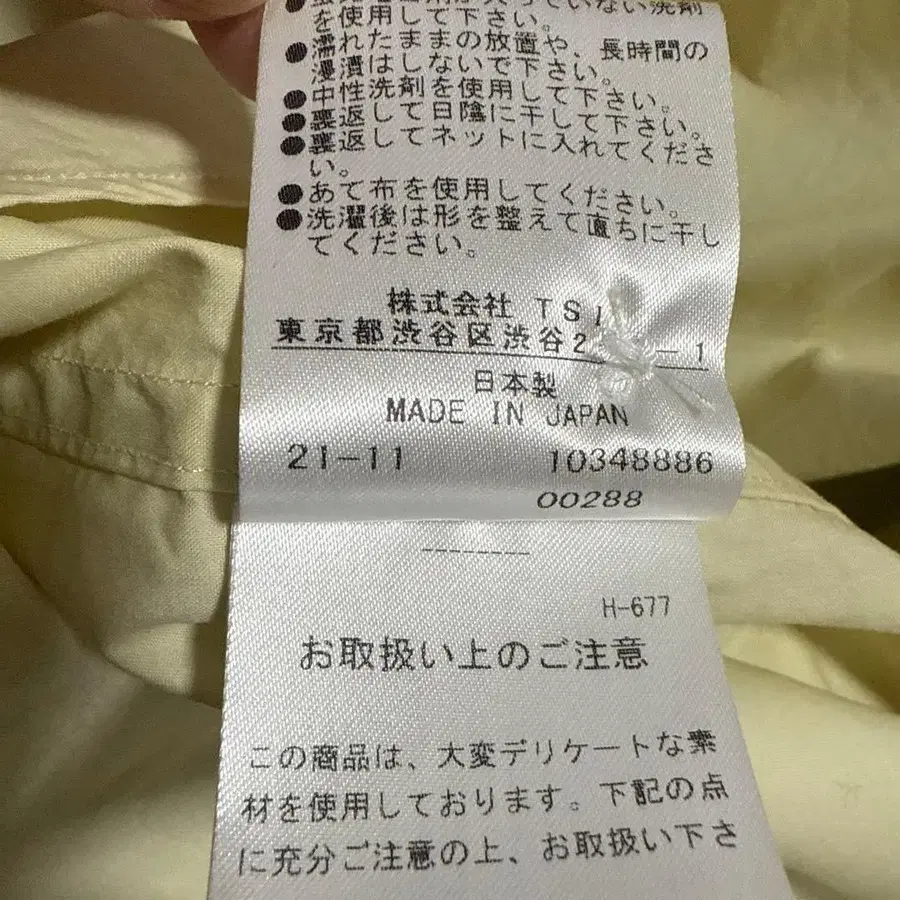 い洗剤
を使用して下さい。
●濡れたままの放置や、長時間の
浸漬はしないで下さい。
●中性洗剤を使用して下さい。
●裏返して日陰に干して下さい。
●裏返してネットに入れてくださ
い。
●あて布を使用してください。
●洗濯後は形を整えて直ちに干し
てください。
株式会社 TSI
東京都渋谷区渋谷2 -1
日本製
MADE IN JAPAN
21-11 10348886
00288
--------
H-677
お取扱い上のご注意
この商品は、大変デリケートな素
材を使用しております。下記の点
に充分ご注意の上、お取扱い下さ